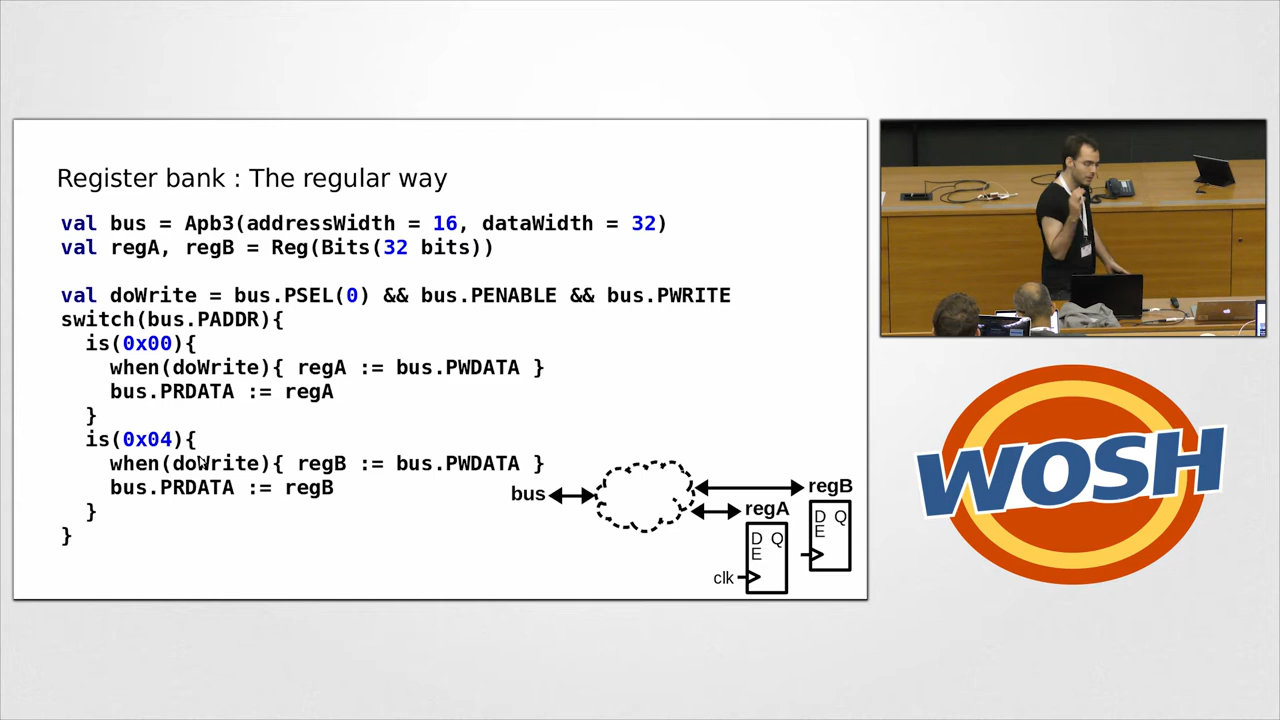 Register bank : The regular way
val bus = Apb3(addressWidth = 16, dataWidth = 32)
val regA, regB = Reg(Bits(32 bits))
val doWrite = bus.PSEL(0) && bus.PENABLE && bus.PWRITE
switch(bus.PADDR){
is(0x00){
when(doWrite){ regA := bus.PWDATA }
bus.PRDATA := regA
}
is(0x04){
when(doWrite){ regB := bus.PWDATA }
bus.PRDATA := regB
}
}
bus
regB
regA
D Q
E
D Q
E
clk
WOSH